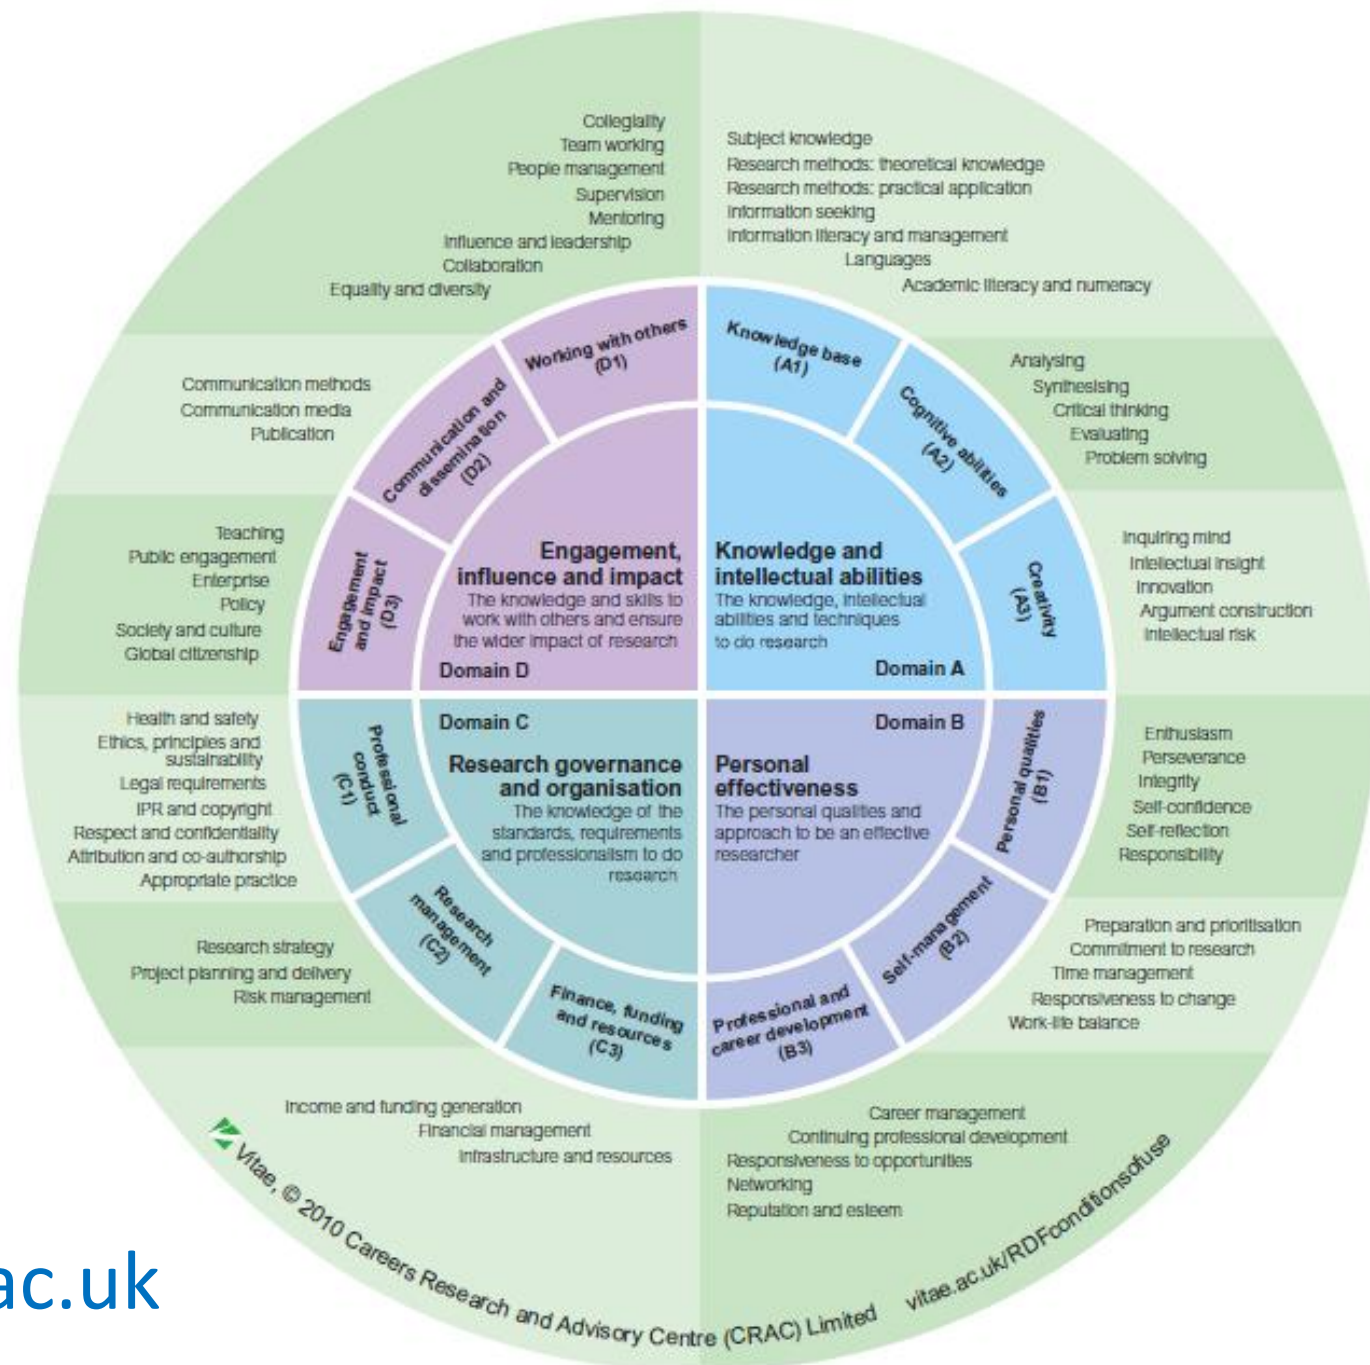 Collegiality
Team working
People management
Supervision
Mentoring
Influence and leadership
Collaboration
Equality and diversity
Subject knowledge
Research methods: theoretical knowledge
Research methods: practical application
Information seeking
Information literacy and management
Languages
Academic literacy and numeracy
Working with others
(D1)
Knowledge base
(A1)
Communication methods
Communication media
Publication
Communication and
dissemination
(D2)
Cognitive abilities
(A2)
Analysing
Synthesising
Critical thinking
Evaluating
Problem solving
Teaching
Public engagement
Enterprise
Policy
Society and culture
Global citizenship
Engagement
and impact
(D3)
Engagement,
influence and impact
The knowledge and skills to
work with others and ensure
the wider impact of research
Domain D
Knowledge and
intellectual abilities
The knowledge, intellectual
abilities and techniques
to do research
Domain A
Creativity
(A3)
Inquiring mind
Intellectual insight
Innovation
Argument construction
Intellectual risk
Health and safety
Ethics, principles and
sustainability
Legal requirements
IPR and copyright
Respect and confidentiality
Attribution and co-authorship
Appropriate practice
Professional
conduct
(C1)
Domain C
Research governance
and organisation
The knowledge of the
standards, requirements
and professionalism to do
research
Domain B
Personal
effectiveness
The personal qualities and
approach to be an effective
researcher
Personal qualities
(B1)
Enthusiasm
Perseverance
Integrity
Self-confidence
Self-reflection
Responsibility
Research strategy
Project planning and delivery
Risk management
Research
management
(C2)
Self-management
(B2)
Preparation and prioritisation
Commitment to research
Time management
Responsiveness to change
Work-life balance
Finance, funding
and resources
(C3)
Professional and
career development
(B3)
Income and funding generation
Financial management
Infrastructure and resources
Career management
Continuing professional development
Responsiveness to opportunities
Networking
Reputation and esteem
Vitae, © 2010 Careers Research and Advisory Centre (CRAC) Limited vitae.ac.uk/RDFconditionsofuse
ac.uk